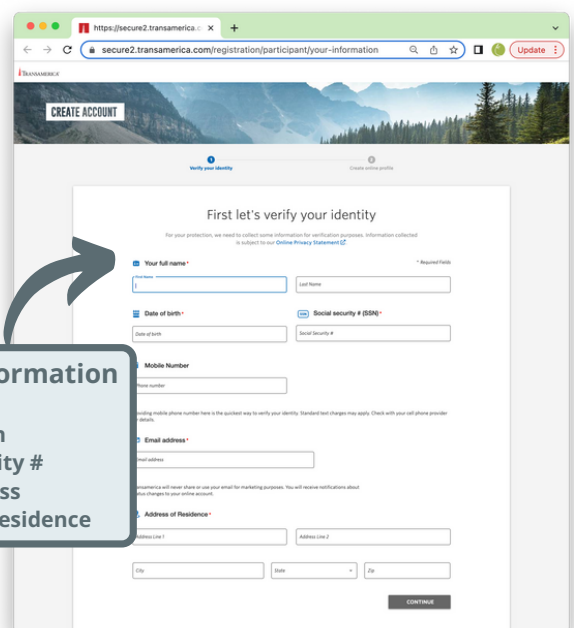 https://secure2.transamerica.c
secure2.transamerica.com/registration/participant/your-information
Update
TRANSAMERICA
CREATE ACCOUNT
1
2
Verify your identity
Create online profile
First let's verify your identity
For your protection, we need to collect some information for verification purposes. Information collected
is subject to our Online Privacy Statement
Your full name*
* Required Fields
First Name
Last Name
Date of birth*
Social security # (SSN)*
Date of birth
Social Security #
Mobile Number
Phone number
oviding mobile phone number here is the quickest way to verify your identity. Standard text charges may apply. Check with your cell phone provider
details.
Email address*
mail address
ansamerica will never share or use your email for marketing purposes. You will receive notifications about
atus changes to your online account.
Address of Residence*
Address Line 1
Address Line 2
City
State
Zip
CONTINUE
formation
n
ity #
ss
esidence